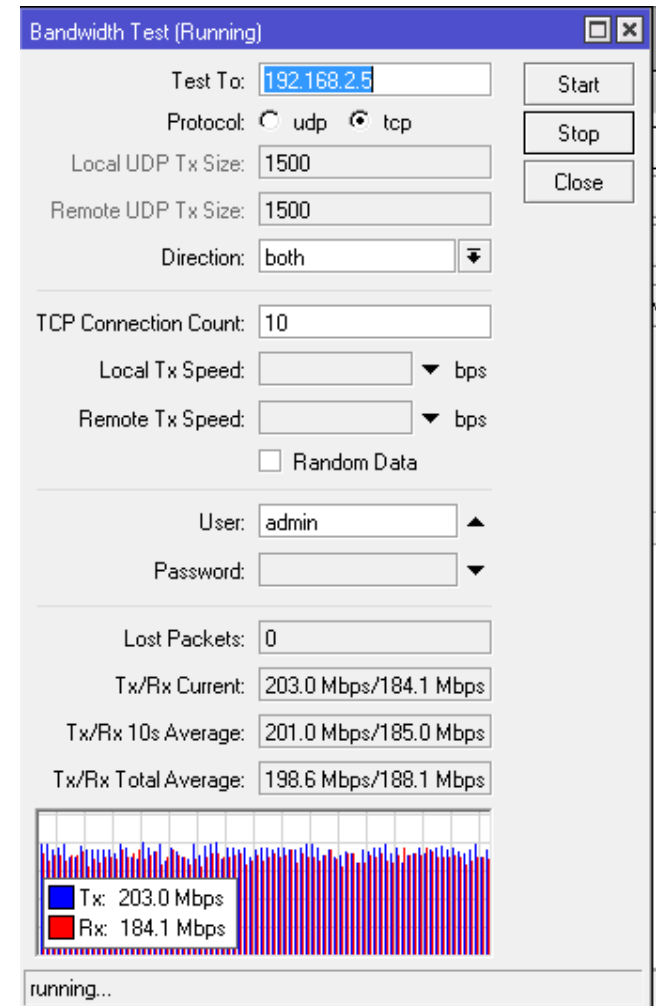 Bandwidth Test (Running)
Test To: 192.168.2.5
Start
Protocol: udp tcp
Stop
Local UDP Tx Size: 1500
Close
Remote UDP Tx Size: 1500
Direction: both
TCP Connection Count: 10
Local Tx Speed: bps
Remote Tx Speed: bps
Random Data
User: admin
Password:
Lost Packets: 0
Tx/Rx Current: 203.0 Mbps/184.1 Mbps
Tx/Rx 10s Average: 201.0 Mbps/185.0 Mbps
Tx/Rx Total Average: 198.6 Mbps/188.1 Mbps
Tx: 203.0 Mbps
Rx: 184.1 Mbps
running...